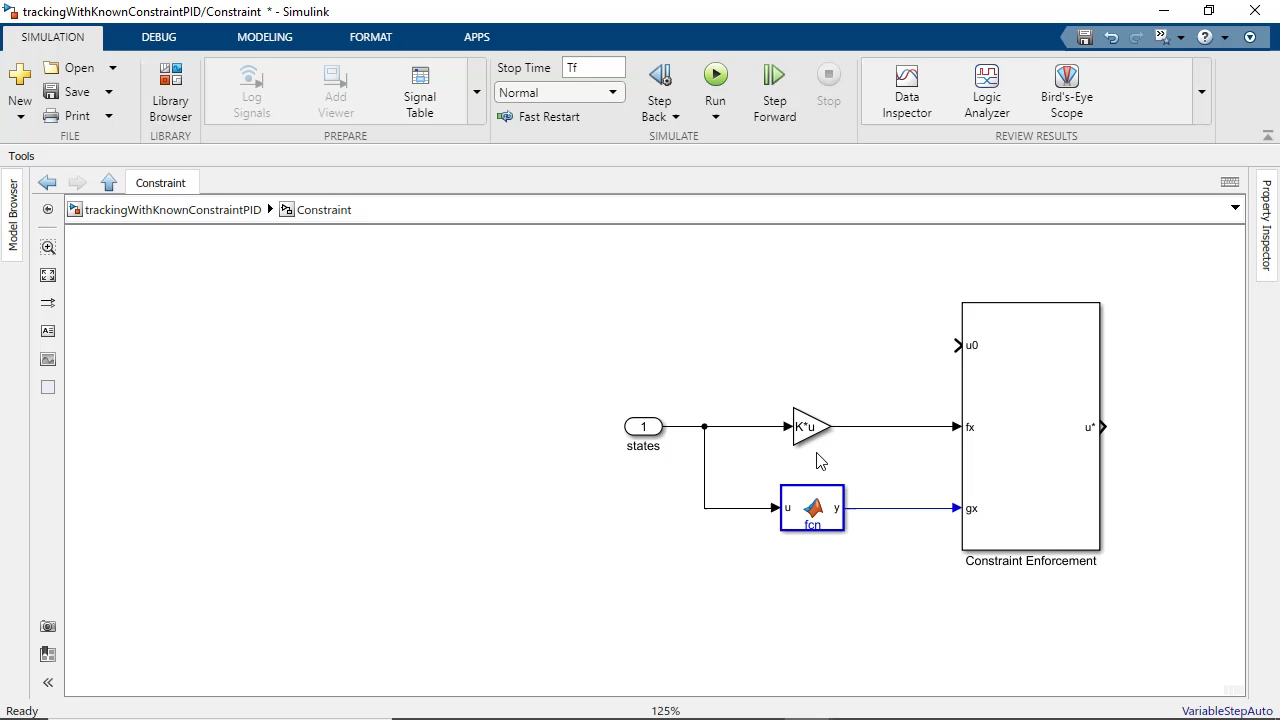 trackingWithKnownConstraintPID/Constraint * - Simulink
SIMULATION DEBUG MODELING FORMAT APPS
New
Open
Save
Print
FILE
Library Browser
LIBRARY
Log Signals
Add Viewer
Signal Table
PREPARE
Stop Time Tf
Normal
Fast Restart
Step Back
Run
Step Forward
Stop
SIMULATE
Data Inspector
Logic Analyzer
Bird's-Eye Scope
REVIEW RESULTS
Tools
Model Browser
Constraint
Property Inspector
trackingWithKnownConstraintPID Constraint
u0
1
states
K*u
fx
u*
u y
fcn
gx
Constraint Enforcement
Ready 125% VariableStepAuto